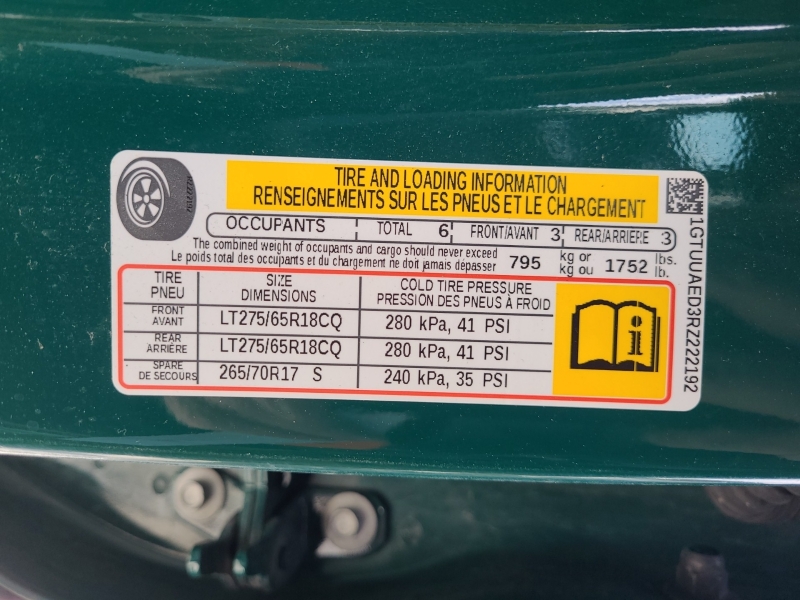 TIRE AND LOADING INFORMATION
RENSEIGNEMENTS SUR LES PNEUS ET LE CHARGEMENT
OCCUPANTS TOTAL 6 FRONT/AVANT 3 REAR/ARRIÈRE 3
The combined weight of occupants and cargo should never exceed
Le poids total des occupants et du chargement ne doit jamais dépasser
795 kg or 1752 lbs.
kg ou lb.
TIRE SIZE COLD TIRE PRESSURE
PNEU DIMENSIONS PRESSION DES PNEUS À FROID
FRONT
AVANT LT275/65R18CQ 280 kPa, 41 PSI
REAR
ARRIÈRE LT275/65R18CQ 280 kPa, 41 PSI
SPARE
DE SECOURS 265/70R17 S 240 kPa, 35 PSI
1GTUUAED3RZ222192